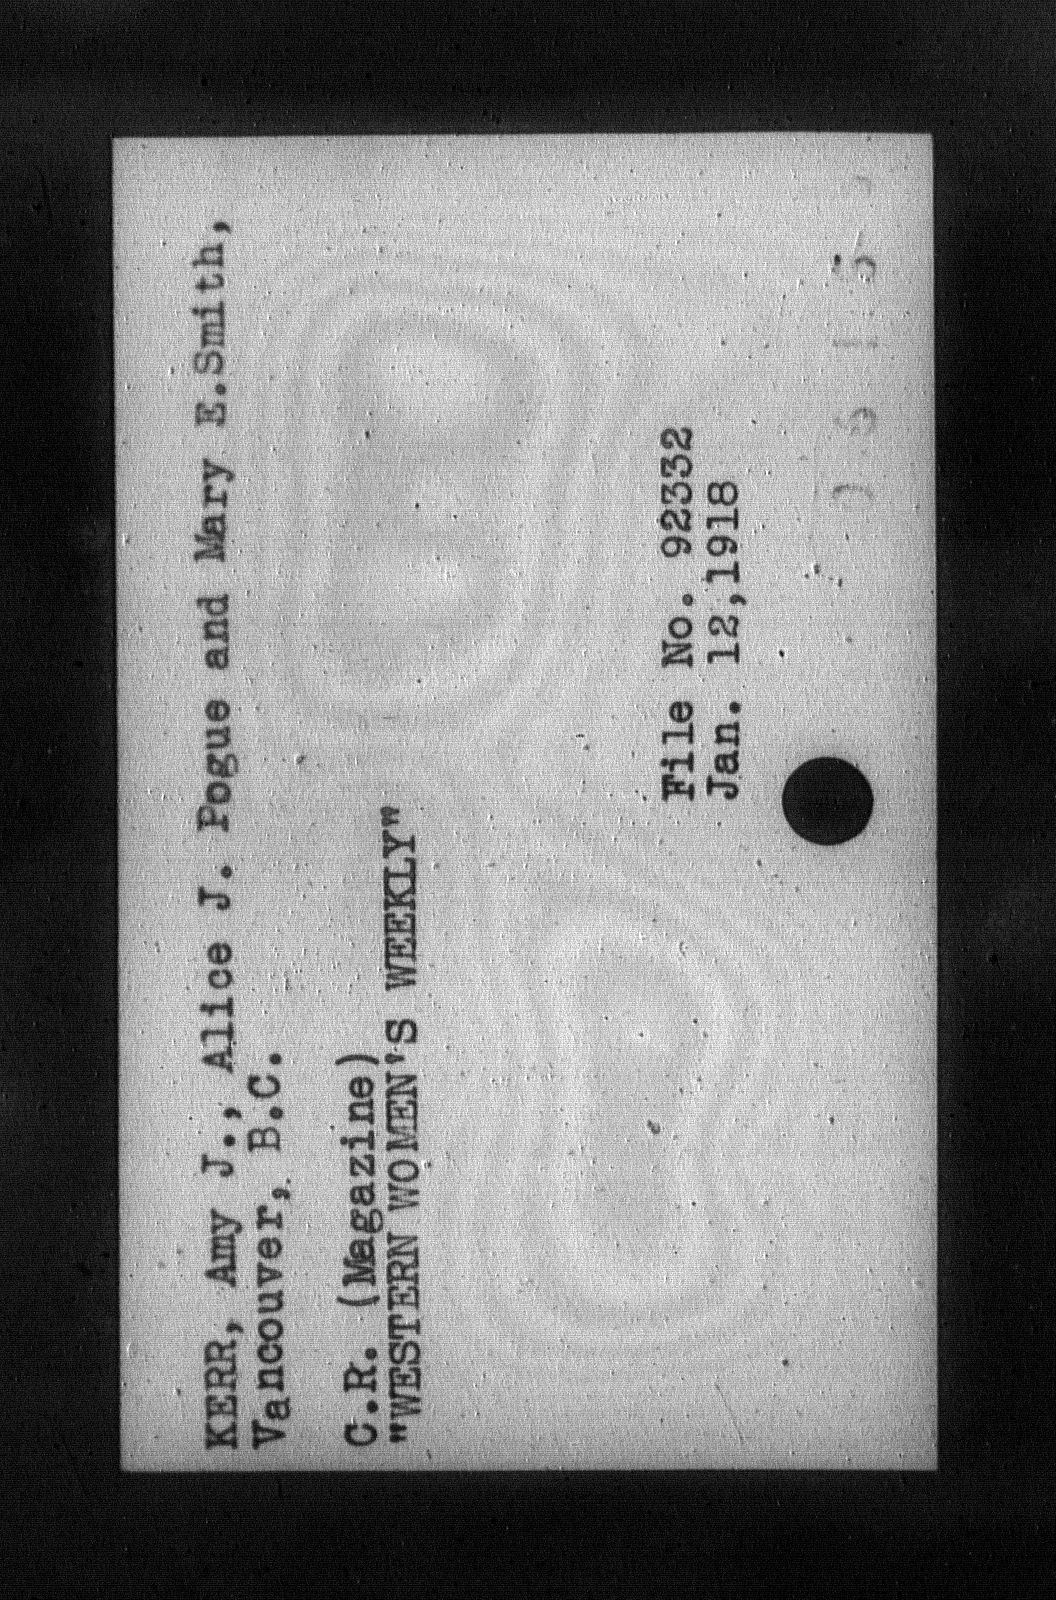 KERR, Amy J., Alice J. Pogue and Mary E.Smith,
Vancouver, B.C.
C.R. (Magazine)
"WESTERN WOMEN'S WEEKLY"
File No. 92332
Jan. 12,1918